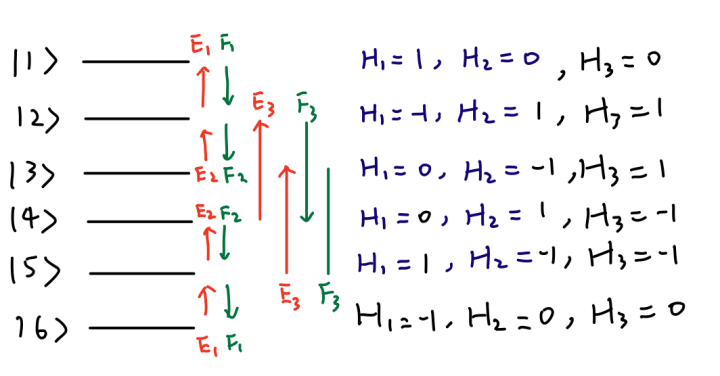 |1> E₁ F₁ H₁ = 1, H₂ = 0, H₃ = 0
|2> E₃ F₃ H₁ = -1, H₂ = 1, H₃ = 1
|3> E₂ F₂ H₁ = 0, H₂ = -1, H₃ = 1
|4> E₂ F₂ H₁ = 0, H₂ = 1, H₃ = -1
|5> E₃ F₃ H₁ = 1, H₂ = -1, H₃ = -1
|6> E₁ F₁ H₁ = -1, H₂ = 0, H₃ = 0